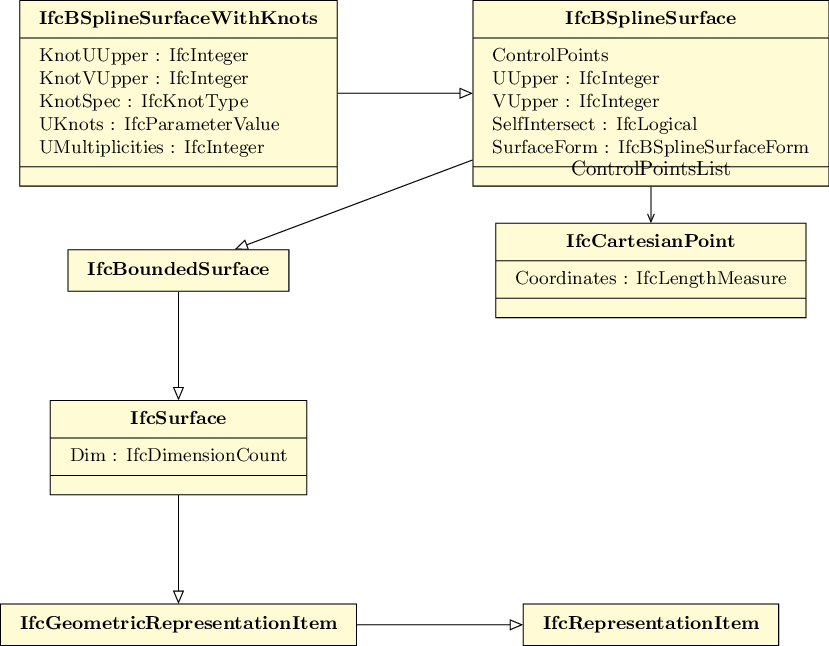 IfcBSplineSurfaceWithKnots
KnotUUpper : IfcInteger
KnotVUpper : IfcInteger
KnotSpec : IfcKnotType
UKnots : IfcParameterValue
UMultiplicities : IfcInteger
IfcBSplineSurface
ControlPoints
UUpper : IfcInteger
VUpper : IfcInteger
SelfIntersect : IfcLogical
SurfaceForm : IfcBSplineSurfaceForm
ControlPointsList
IfcCartesianPoint
Coordinates : IfcLengthMeasure
IfcBoundedSurface
IfcSurface
Dim : IfcDimensionCount
IfcGeometricRepresentationItem
IfcRepresentationItem